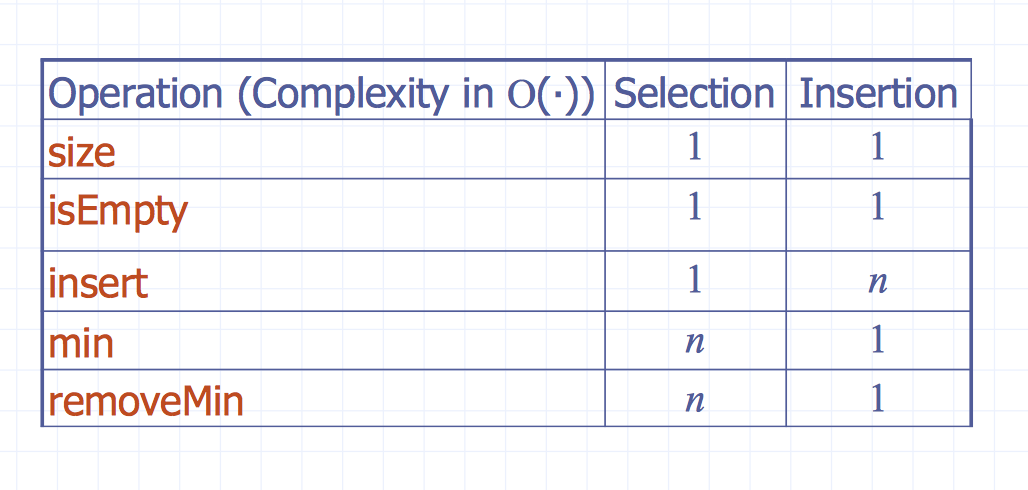 Operation (Complexity in O(·)) Selection Insertion
size 1 1
isEmpty 1 1
insert 1 n
min n 1
removeMin n 1